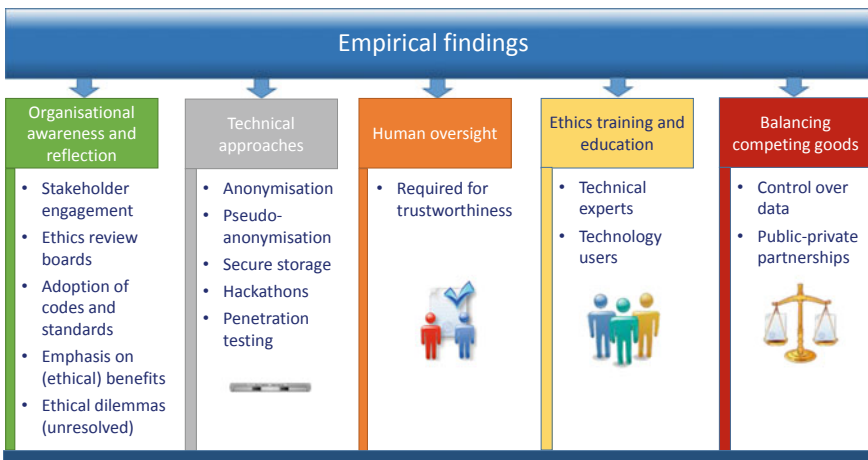 Empirical findings
Organisational
awareness and
reflection
• Stakeholder
engagement
• Ethics review
boards
• Adoption of
codes and
standards
• Emphasis on
(ethical) benefits
• Ethical dilemmas
(unresolved)
Technical
approaches
• Anonymisation
• Pseudo-
anonymisation
• Secure storage
• Hackathons
• Penetration
testing
Human oversight
• Required for
trustworthiness
Ethics training and
education
• Technical
experts
• Technology
users
Balancing
competing goods
• Control over
data
• Public-private
partnerships